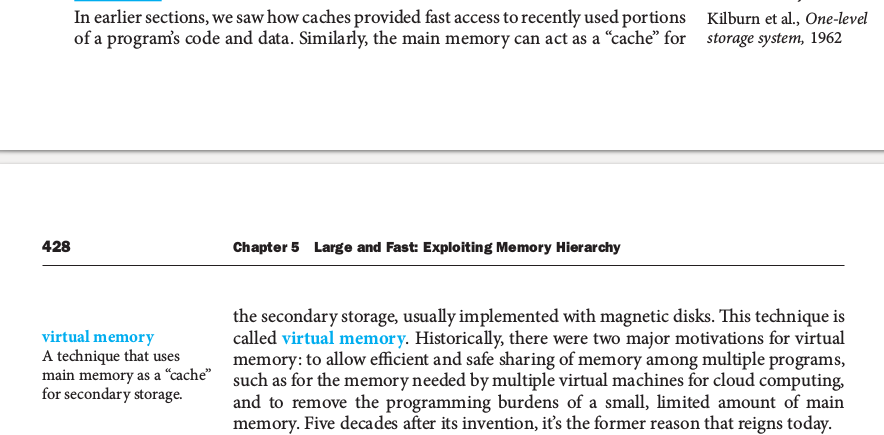 In earlier sections, we saw how caches provided fast access to recently used portions
of a program's code and data. Similarly, the main memory can act as a “cache” for
Kilburn et al., One-level
storage system, 1962
428
Chapter 5 Large and Fast: Exploiting Memory Hierarchy
virtual memory
A technique that uses
main memory as a “cache”
for secondary storage.
the secondary storage, usually implemented with magnetic disks. This technique is
called virtual memory. Historically, there were two major motivations for virtual
memory: to allow efficient and safe sharing of memory among multiple programs,
such as for the memory needed by multiple virtual machines for cloud computing,
and to remove the programming burdens of a small, limited amount of main
memory. Five decades after its invention, it's the former reason that reigns today.